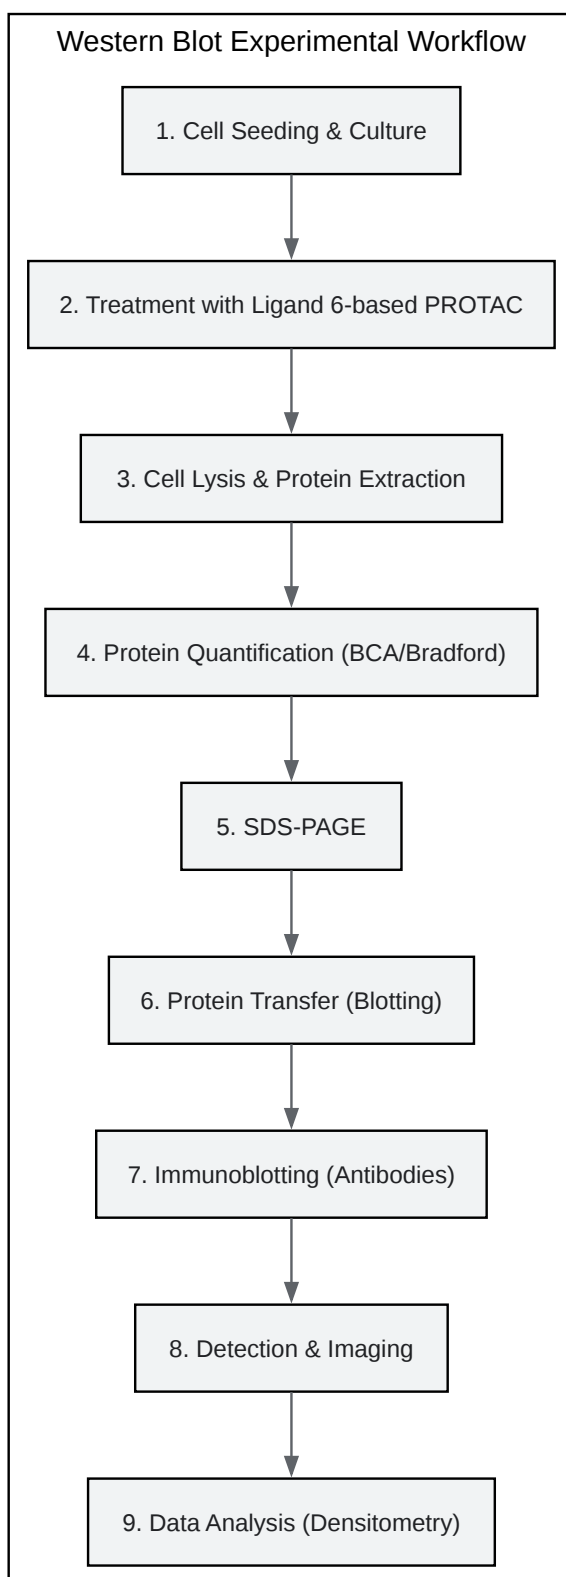 Western Blot Experimental Workflow
1. Cell Seeding & Culture
2. Treatment with Ligand 6-based PROTAC
3. Cell Lysis & Protein Extraction
4. Protein Quantification (BCA/Bradford)
5. SDS-PAGE
6. Protein Transfer (Blotting)
7. Immunoblotting (Antibodies)
8. Detection & Imaging
9. Data Analysis (Densitometry)